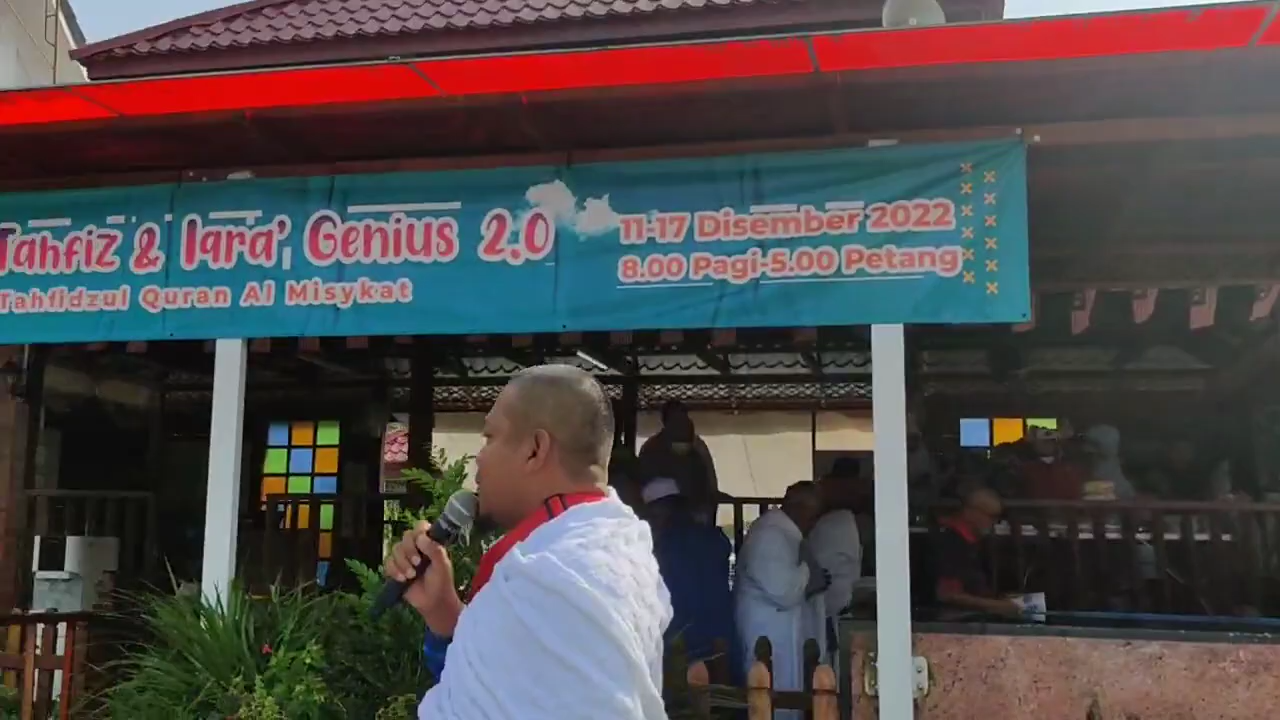 Tahfiz & Iqra', Genius 2.0
Tahfidzul Quran Al Misykat
11-17 Disember 2022
8.00 Pagi-5.00 Petang